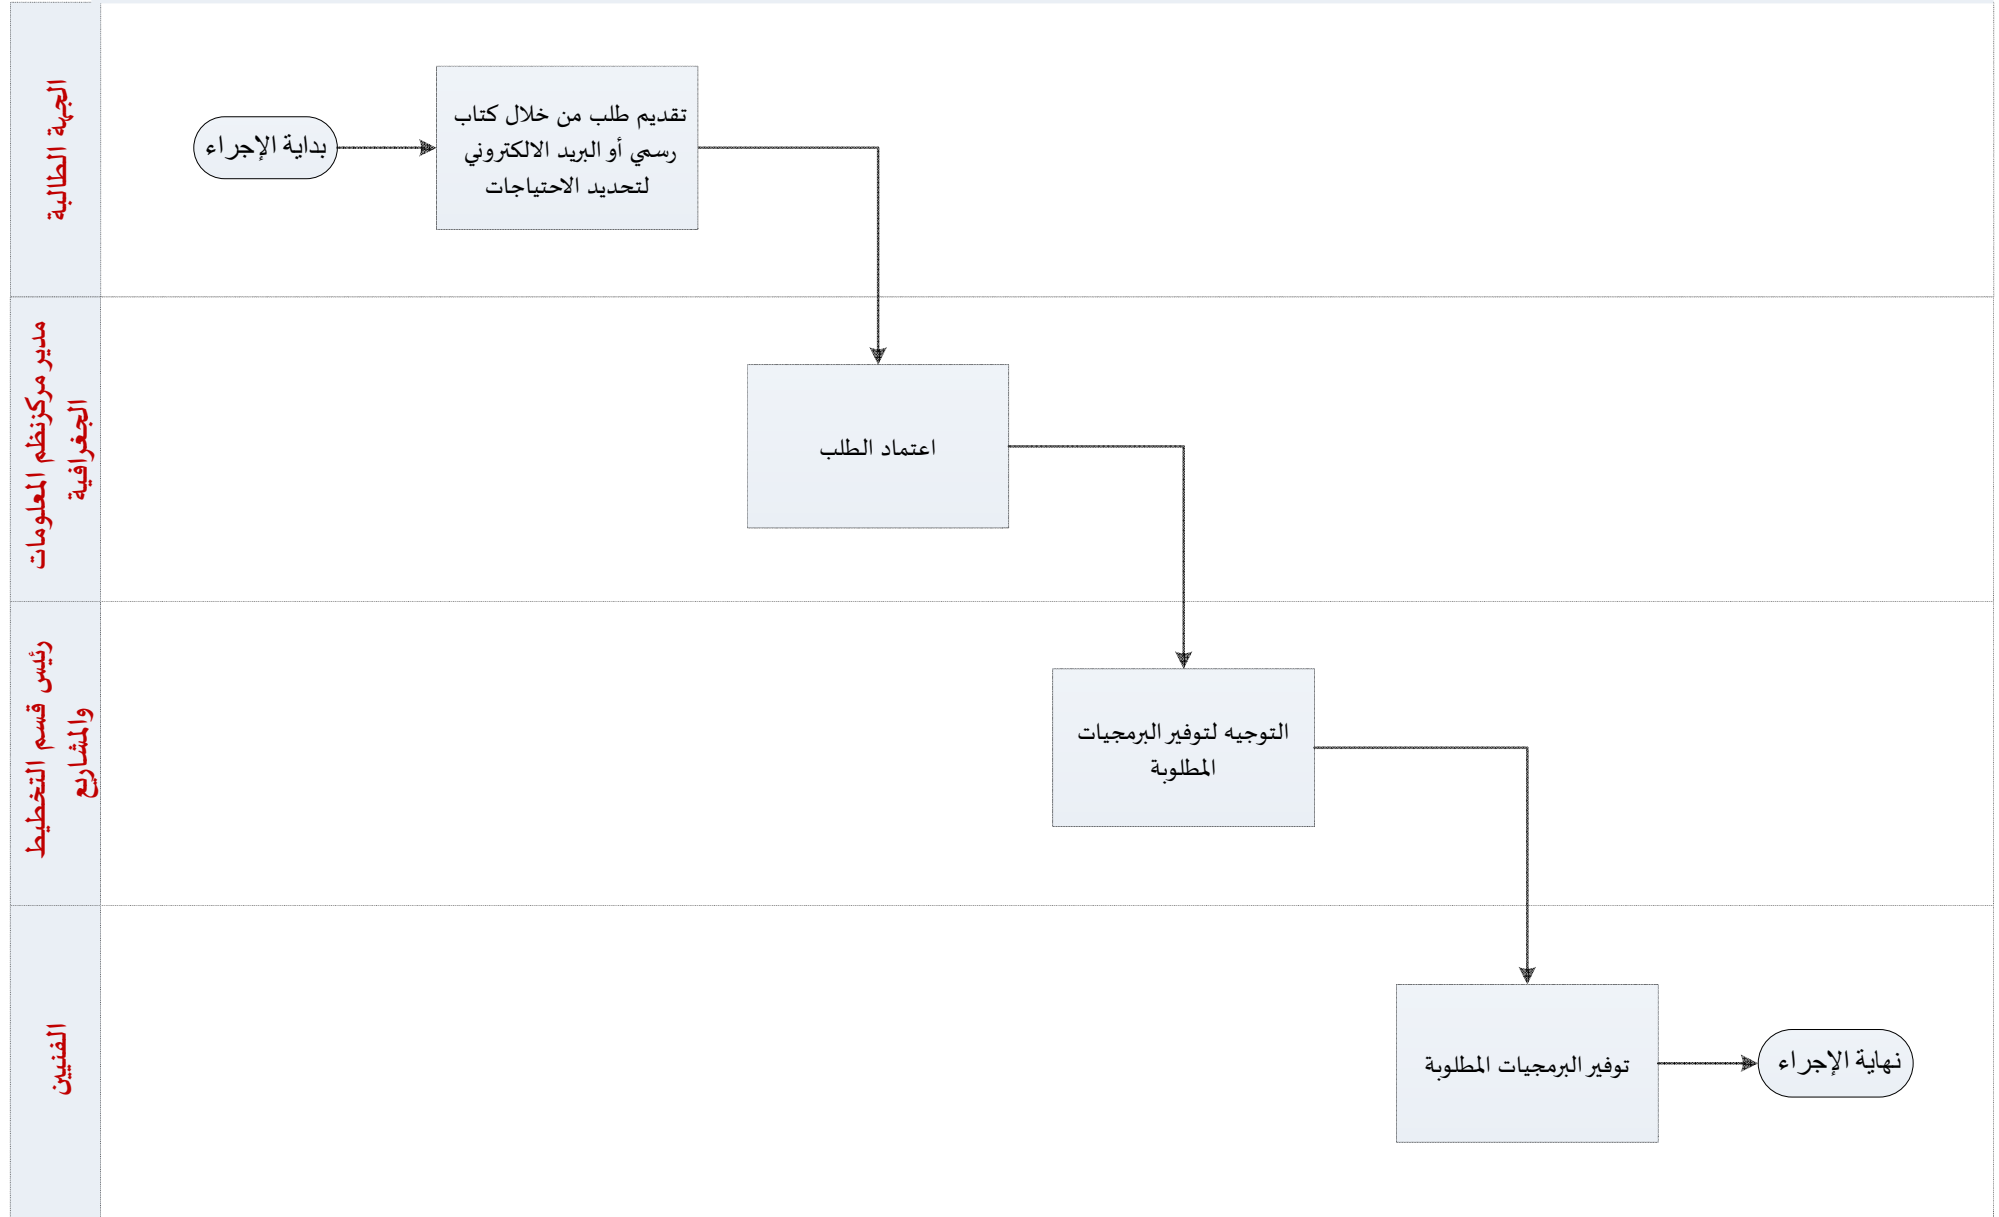 الجهة الطالبة
بداية الإجراء
تقديم طلب من خلال كتاب
رسمي أو البريد الالكتروني
لتحديد الاحتياجات
مدير مركزنظم المعلومات
الجغرافية
اعتماد الطلب
رئيس قسم التخطيط
والمشاريع
التوجيه لتوفير البرمجيات
المطلوبة
الفنيين
توفير البرمجيات المطلوبة
نهاية الإجراء